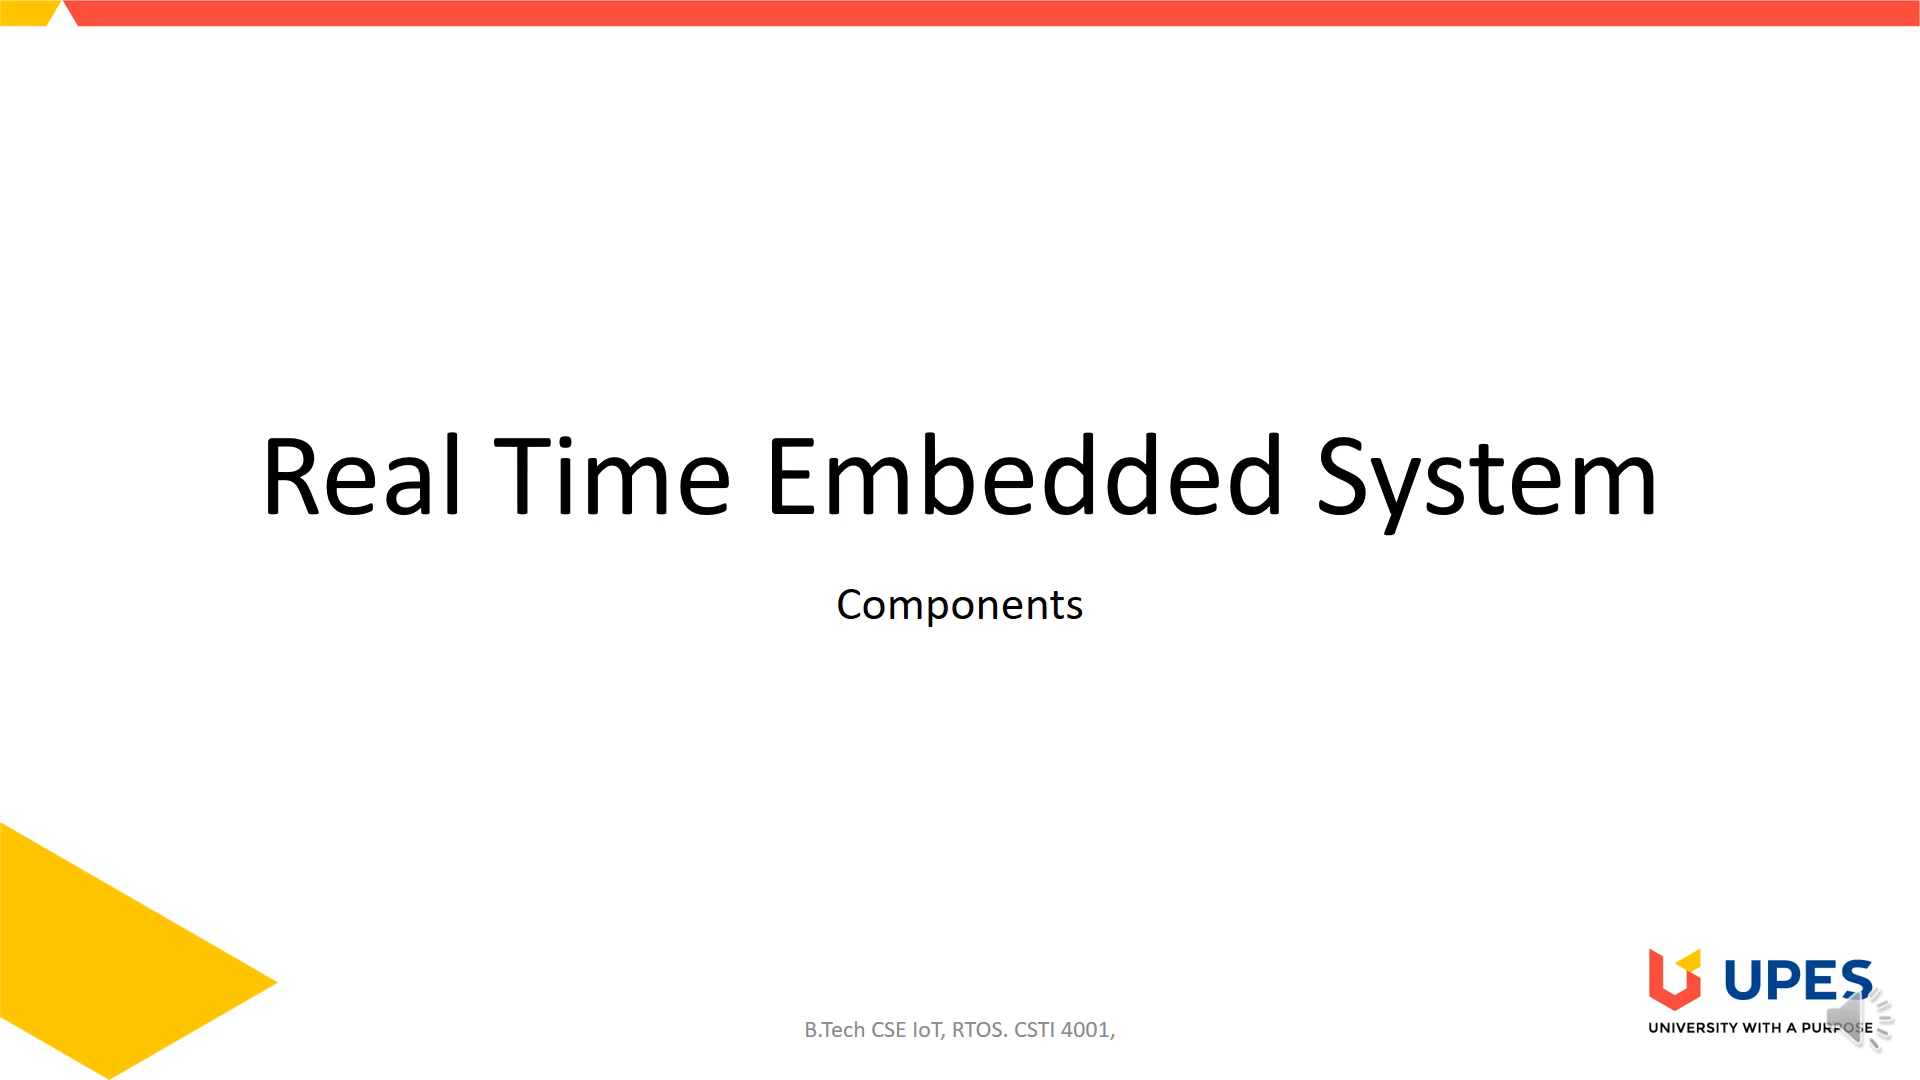 Real Time Embedded System
Components
B.Tech CSE IoT, RTOS. CSTI 4001,
UPES
UNIVERSITY WITH A PURPOSE